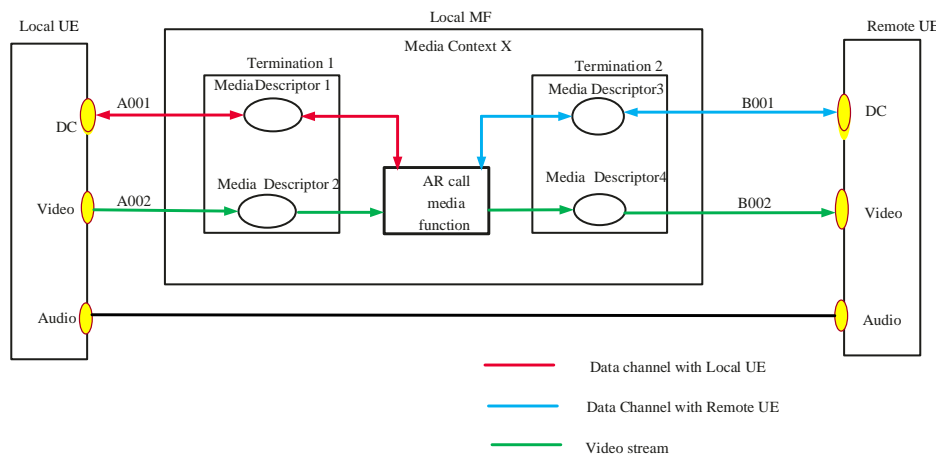 Local MF
Local UE
Remote UE
Media Context X
Termination 1
Termination 2
MediaDescriptor 1
Media Descriptor3
A001
B001
DC
DC
AR call
media
function
Media Descriptor 2
Media Descriptor4
A002
B002
Video
Video
Audio
Audio
Data channel with Local UE
Data Channel with Remote UE
Video stream